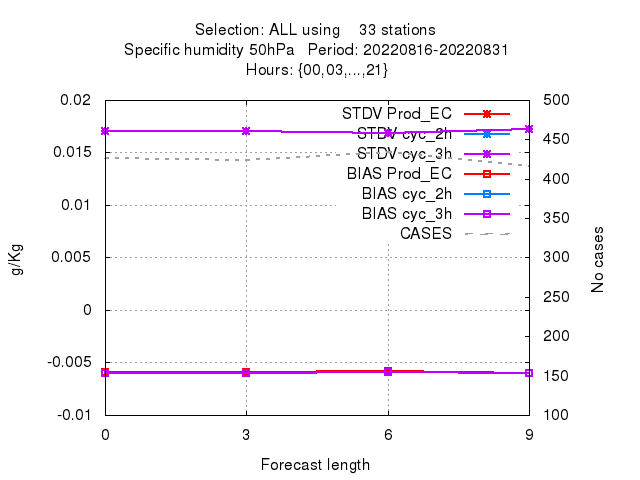 Selection: ALL using    33 stations
Specific humidity 50hPa   Period: 20220816-20220831
Hours: {00,03,...,21}
0.02
0.015
0.01
0.005
0
-0.005
-0.01
g/Kg
STDV Prod_EC
STDV cyc_2h
STDV cyc_3h
BIAS Prod_EC
BIAS cyc_2h
BIAS cyc_3h
CASES
500
450
400
350
300
250
200
150
100
No cases
0 3 6 9
Forecast length